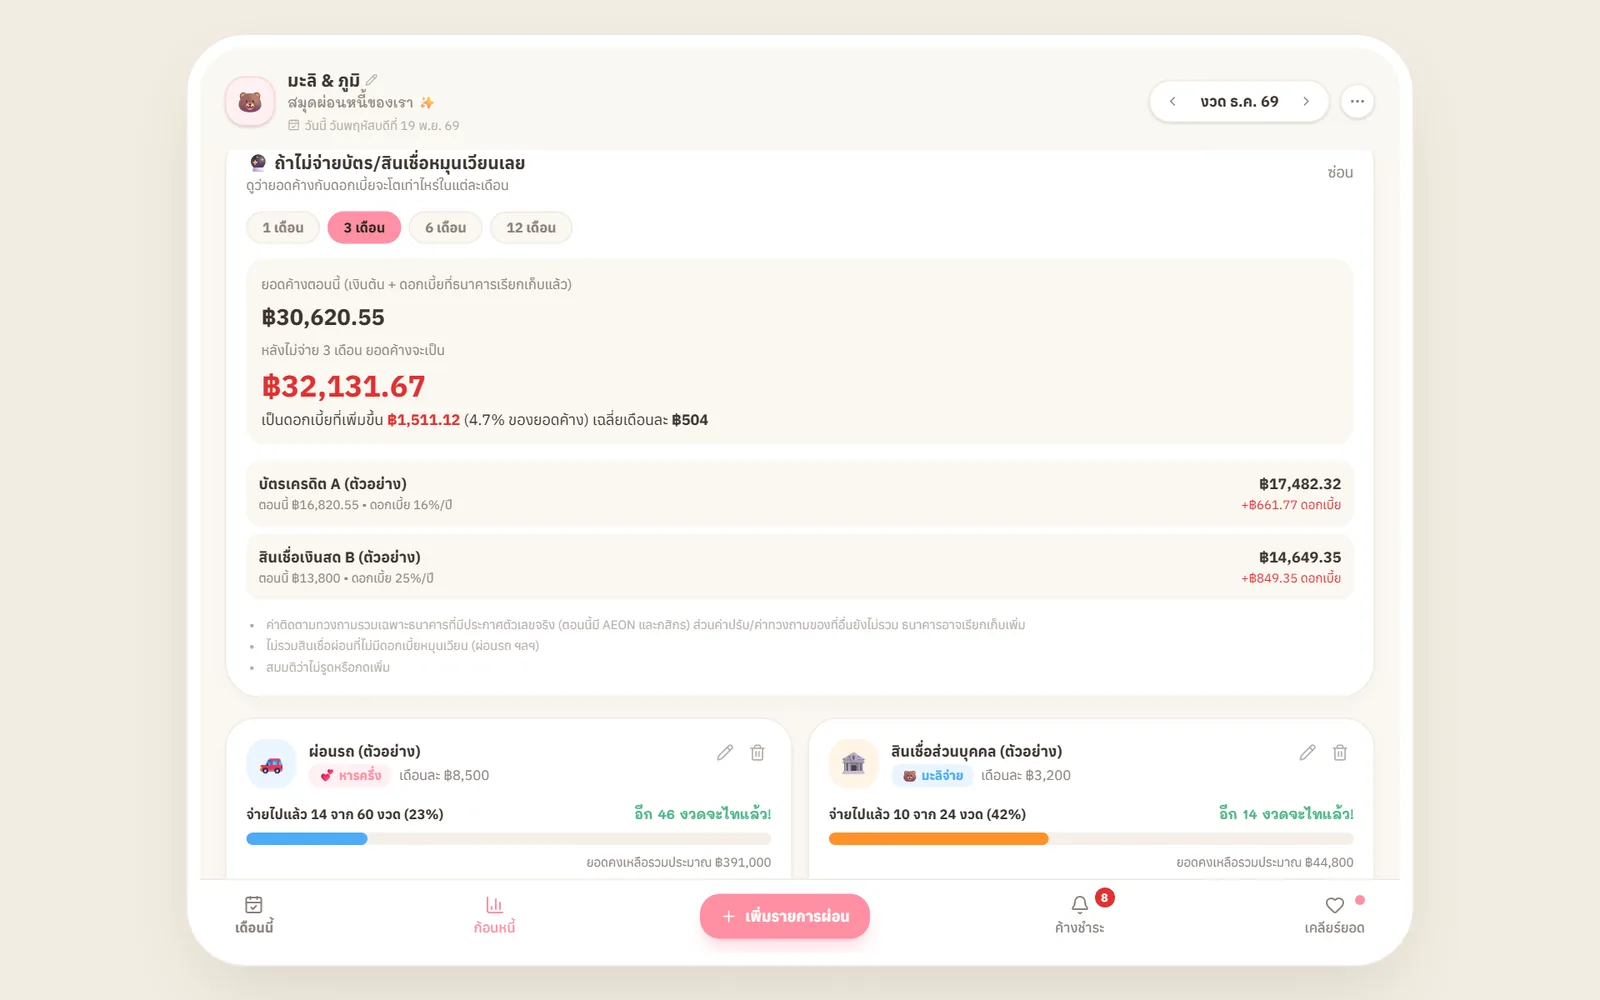 มะลิ & ภูมิ
สมุดผ่อนหนี้ของเรา
วันนี้ วันพฤหัสบดีที่ 19 พ.ย. 69
งวด ธ.ค. 69
ถ้าไม่จ่ายบัตร/สินเชื่อหมุนเวียนเลย
ซ่อน
ดูว่ายอดค้างกับดอกเบี้ยจะโตเท่าไหร่ในแต่ละเดือน
1 เดือน
3 เดือน
6 เดือน
12 เดือน
ยอดค้างตอนนี้ (เงินต้น + ดอกเบี้ยที่ธนาคารเรียกเก็บแล้ว)
฿30,620.55
หลังไม่จ่าย 3 เดือน ยอดค้างจะเป็น
฿32,131.67
เป็นดอกเบี้ยที่เพิ่มขึ้น ฿1,511.12 (4.7% ของยอดค้าง) เฉลี่ยเดือนละ ฿504
บัตรเครดิต A (ตัวอย่าง)
฿17,482.32
ตอนนี้ ฿16,820.55 • ดอกเบี้ย 16%/ปี
+฿661.77 ดอกเบี้ย
สินเชื่อเงินสด B (ตัวอย่าง)
฿14,649.35
ตอนนี้ ฿13,800 • ดอกเบี้ย 25%/ปี
+฿849.35 ดอกเบี้ย
• ค่าติดตามทวงถามรวมเฉพาะธนาคารที่มีประกาศตัวเลขจริง (ตอนนี้มี AEON และกสิกร) ส่วนค่าปรับ/ค่าทวงถามของที่อื่นยังไม่รวม ธนาคารอาจเรียกเก็บเพิ่ม
• ไม่รวมสินเชื่อผ่อนที่ไม่มีดอกเบี้ยหมุนเวียน (ผ่อนรถ ฯลฯ)
• สมมติว่าไม่รูดหรือกดเพิ่ม
ผ่อนรถ (ตัวอย่าง)
หารครึ่ง
เดือนละ ฿8,500
จ่ายไปแล้ว 14 จาก 60 งวด (23%)
อีก 46 งวดจะไทแล้ว!
ยอดคงเหลือรวมประมาณ ฿391,000
สินเชื่อส่วนบุคคล (ตัวอย่าง)
มะลิจ่าย
เดือนละ ฿3,200
จ่ายไปแล้ว 10 จาก 24 งวด (42%)
อีก 14 งวดจะไทแล้ว!
ยอดคงเหลือรวมประมาณ ฿44,800
เดือนนี้
ก้อนหนี้
+ เพิ่มรายการผ่อน
8
ค้างชำระ
เคลียร์ยอด